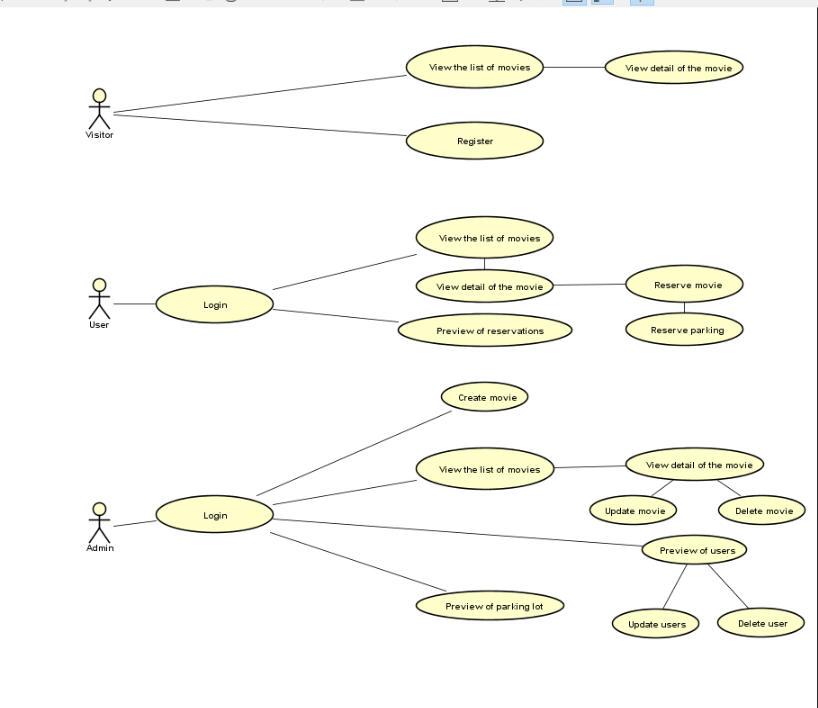 View the list of movies
View detail of the movie
Visitor
Register
View the list of movies
View detail of the movie
Reserve movie
User
Login
Preview of reservations
Reserve parking
Create movie
View the list of movies
View detail of the movie
Update movie
Delete movie
Admin
Login
Preview of users
Preview of parking lot
Update users
Delete user